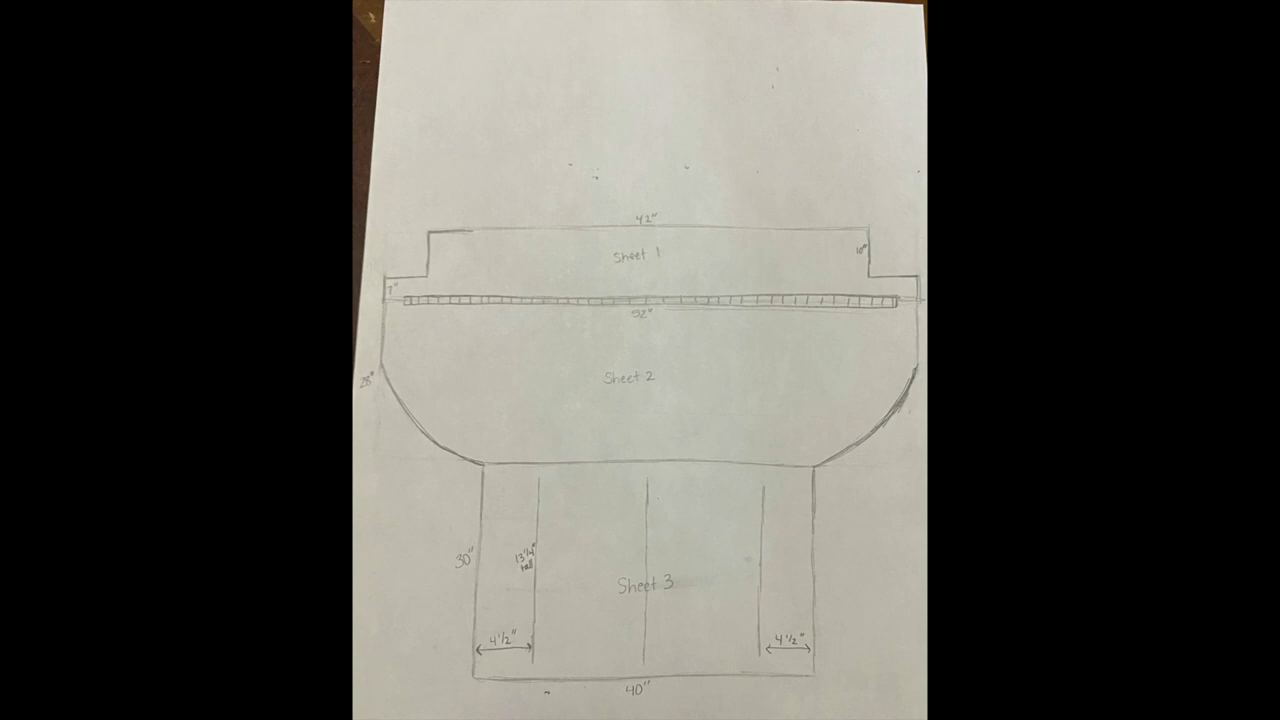 42"
Sheet 1
10"
7"
52"
28"
Sheet 2
30"
13 1/4"
tall
Sheet 3
4 1/2"
4 1/2"
40"